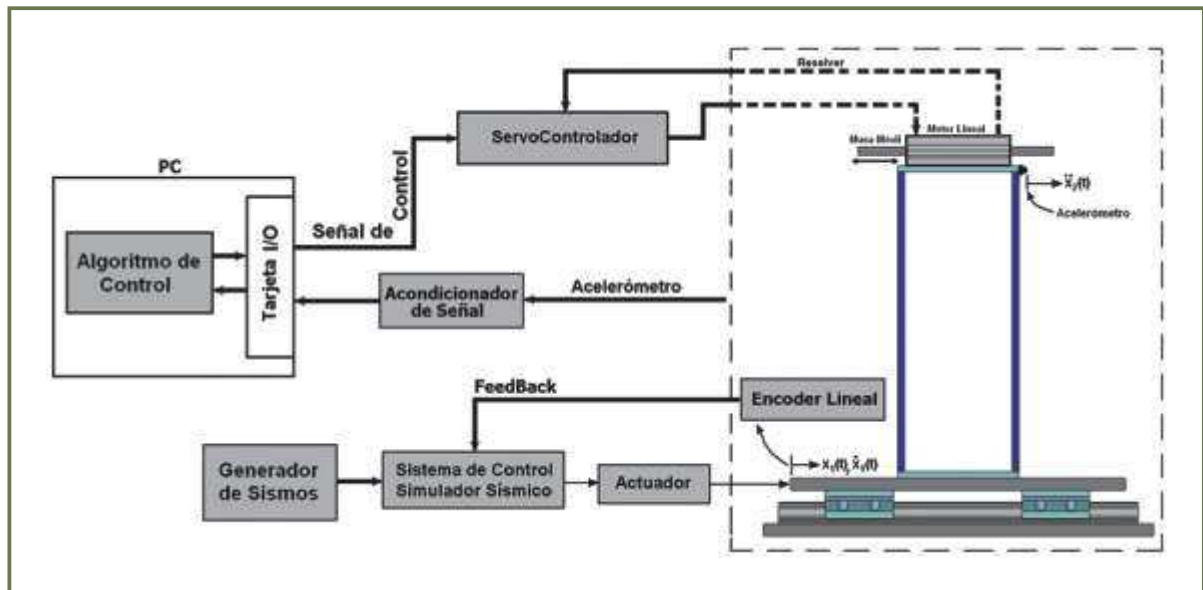 Resolver
ServoControlador
Motor Lineal
Masa Móvil
PC
Control
Señal de
Tarjeta I/O
Algoritmo de
Control
Acelerómetro
Acondicionador
de Señal
Acelerómetro
FeedBack
Encoder Lineal
Generador
de Sismos
Sistema de Control
Simulador Sísmico
Actuador